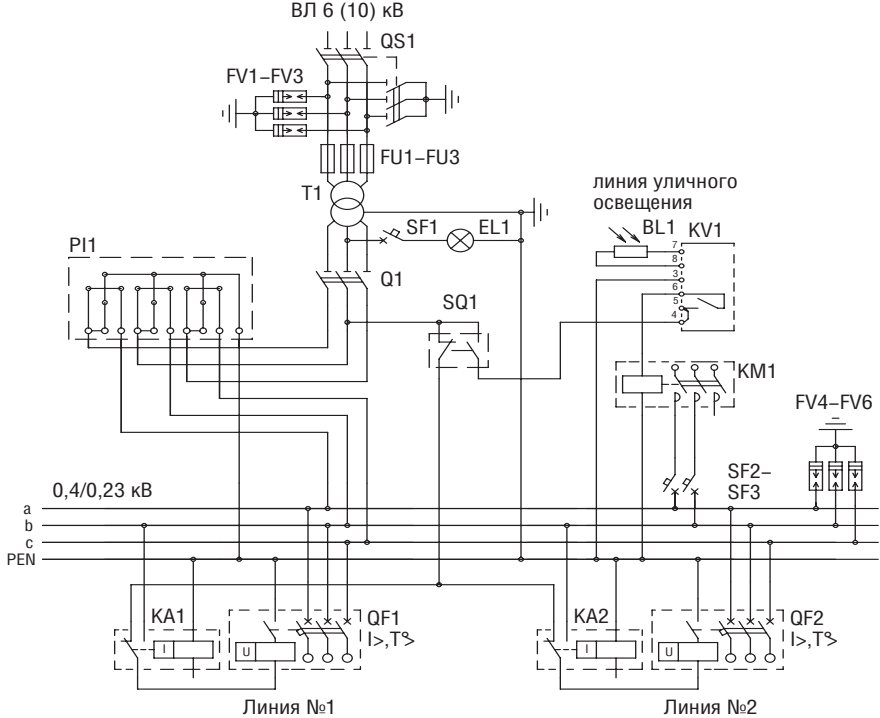 ВЛ 6 (10) кВ
QS1
FV1–FV3
FU1–FU3
T1
линия уличного
освещения
SF1
EL1
BL1
KV1
7
8
3
6
5
4
PI1
Q1
SQ1
KM1
FV4–FV6
SF2–
SF3
0,4/0,23 кВ
a
b
c
PEN
KA1
I
U
QF1
I>,T°>
KA2
I
U
QF2
I>,T°>
Линия №1
Линия №2